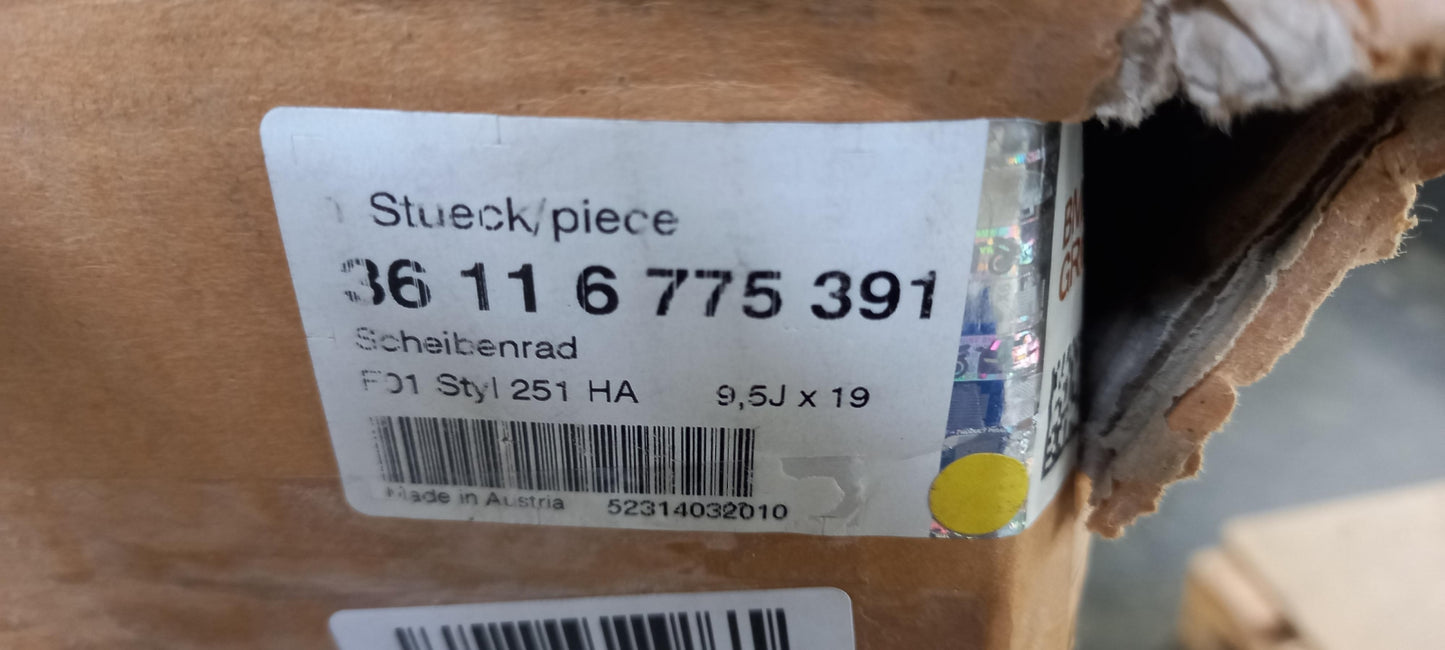 Stueck/piece
36 11 6 775 391
Scheibenrad
F01 Styl 251 HA 9,5J x 19
Made in Austria 52314032010